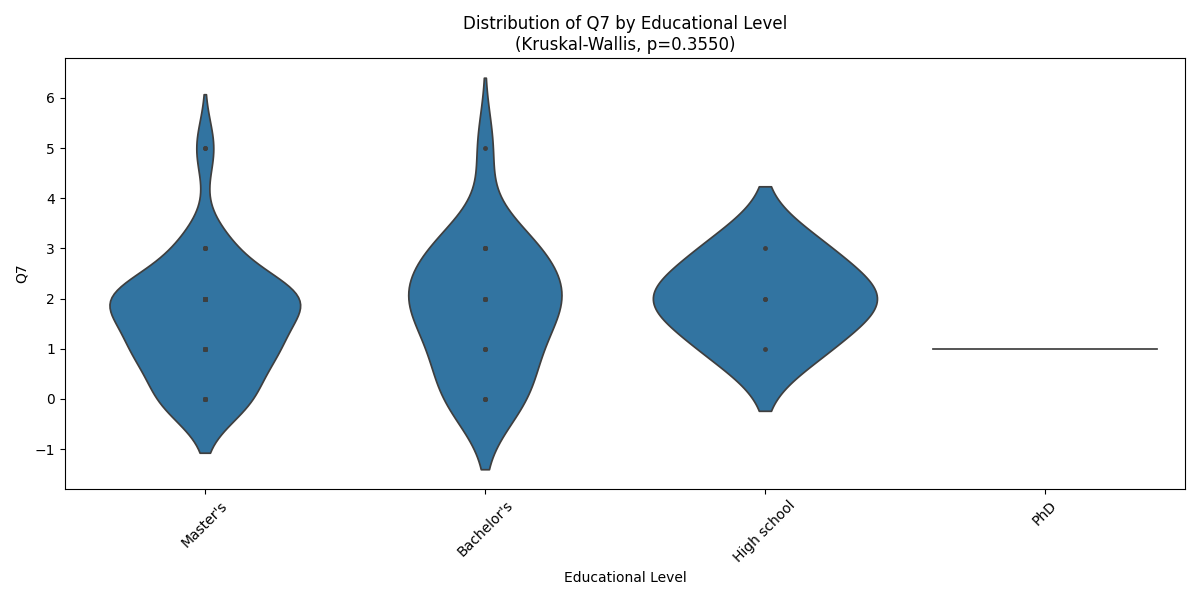 Distribution of Q7 by Educational Level
(Kruskal-Wallis, p=0.3550)
6
5
4
3
2
1
0
−1
Q7
Master's
Bachelor's
High school
PhD
Educational Level